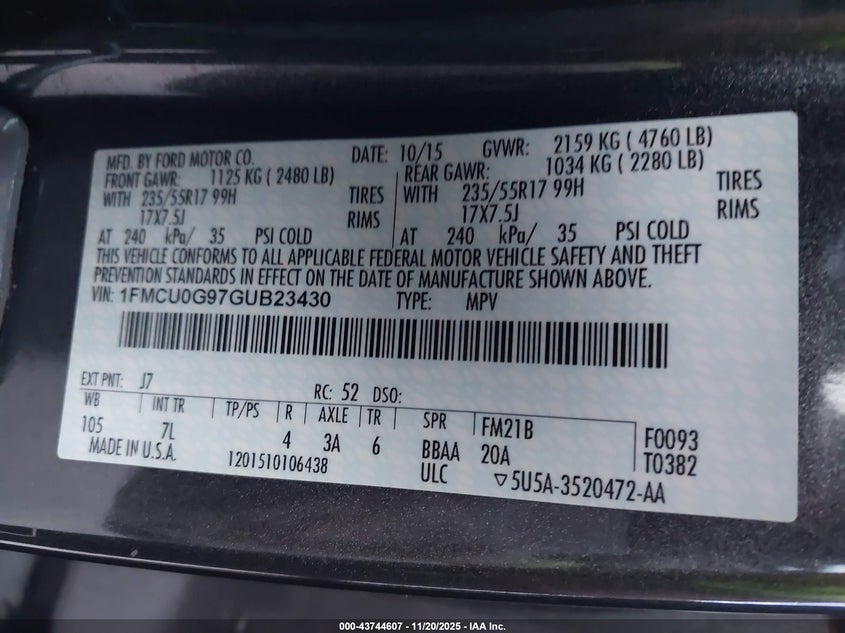 MFD. BY FORD MOTOR CO. DATE: 10/15 GVWR: 2159 KG ( 4760 LB)
FRONT GAWR: 1125 KG ( 2480 LB) REAR GAWR: 1034 KG ( 2280 LB)
WITH 235/55R17 99H TIRES WITH 235/55R17 99H TIRES
17X7.5J RIMS 17X7.5J RIMS
AT 240 kPa/ 35 PSI COLD AT 240 kPa/ 35 PSI COLD
THIS VEHICLE CONFORMS TO ALL APPLICABLE FEDERAL MOTOR VEHICLE SAFETY AND THEFT
PREVENTION STANDARDS IN EFFECT ON THE DATE OF MANUFACTURE SHOWN ABOVE.
VIN: 1FMCU0G97GUB23430 TYPE: MPV
EXT PNT: J7 RC: 52 DSO:
WB INT TR TP/PS R AXLE TR SPR FM21B F0093
105 7L 4 3A 6 BBAA 20A T0382
MADE IN U.S.A. 1201510106438 ULC ▽5U5A-3520472-AA
000-43744607 - 11/20/2025 - IAA Inc.